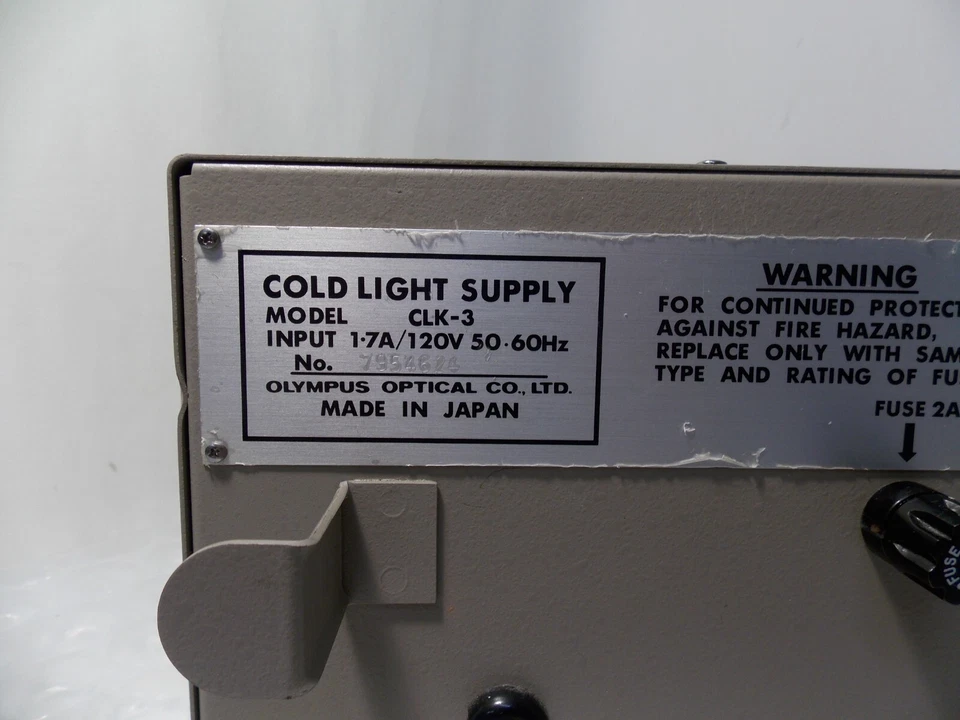 COLD LIGHT SUPPLY
MODEL CLK-3
INPUT 1·7A/120V 50·60Hz
No.
OLYMPUS OPTICAL CO., LTD.
MADE IN JAPAN
WARNING
FOR CONTINUED PROTECT
AGAINST FIRE HAZARD,
REPLACE ONLY WITH SAM
TYPE AND RATING OF FU
FUSE 2A
FUSE